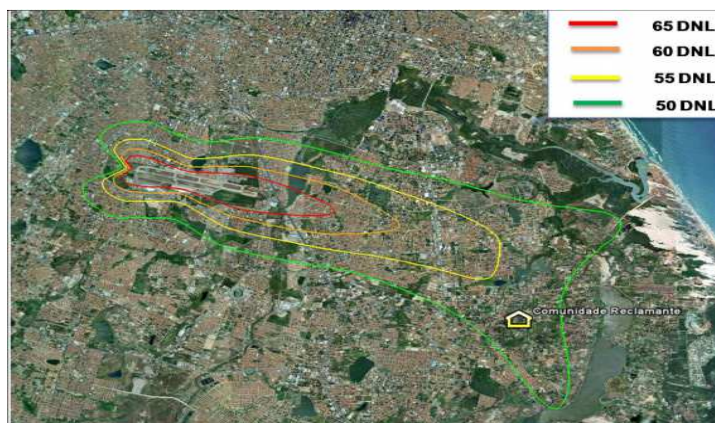 65 DNL
60 DNL
55 DNL
50 DNL
Comunidade Reclamante